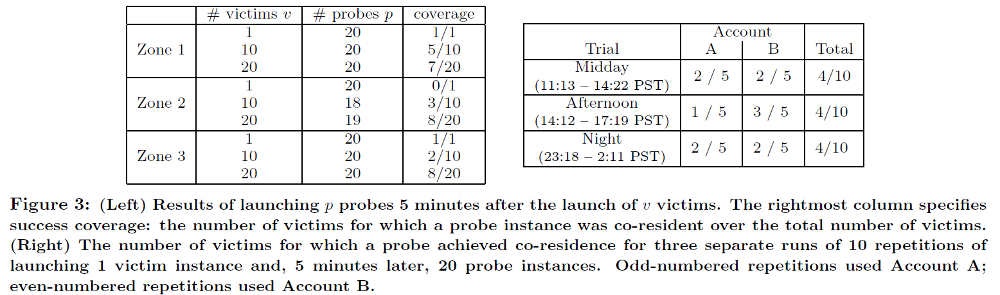 # victims v # probes p coverage
1 20 1/1
Zone 1 10 20 5/10
20 20 7/20
1 20 0/1
Zone 2 10 18 3/10
20 19 8/20
1 20 1/1
Zone 3 10 20 2/10
20 20 8/20
Account
Trial A B Total
Midday
(11:13 – 14:22 PST) 2 / 5 2 / 5 4/10
Afternoon
(14:12 – 17:19 PST) 1 / 5 3 / 5 4/10
Night
(23:18 – 2:11 PST) 2 / 5 2 / 5 4/10
Figure 3: (Left) Results of launching p probes 5 minutes after the launch of v victims. The rightmost column specifies
success coverage: the number of victims for which a probe instance was co-resident over the total number of victims.
(Right) The number of victims for which a probe achieved co-residence for three separate runs of 10 repetitions of
launching 1 victim instance and, 5 minutes later, 20 probe instances. Odd-numbered repetitions used Account A;
even-numbered repetitions used Account B.